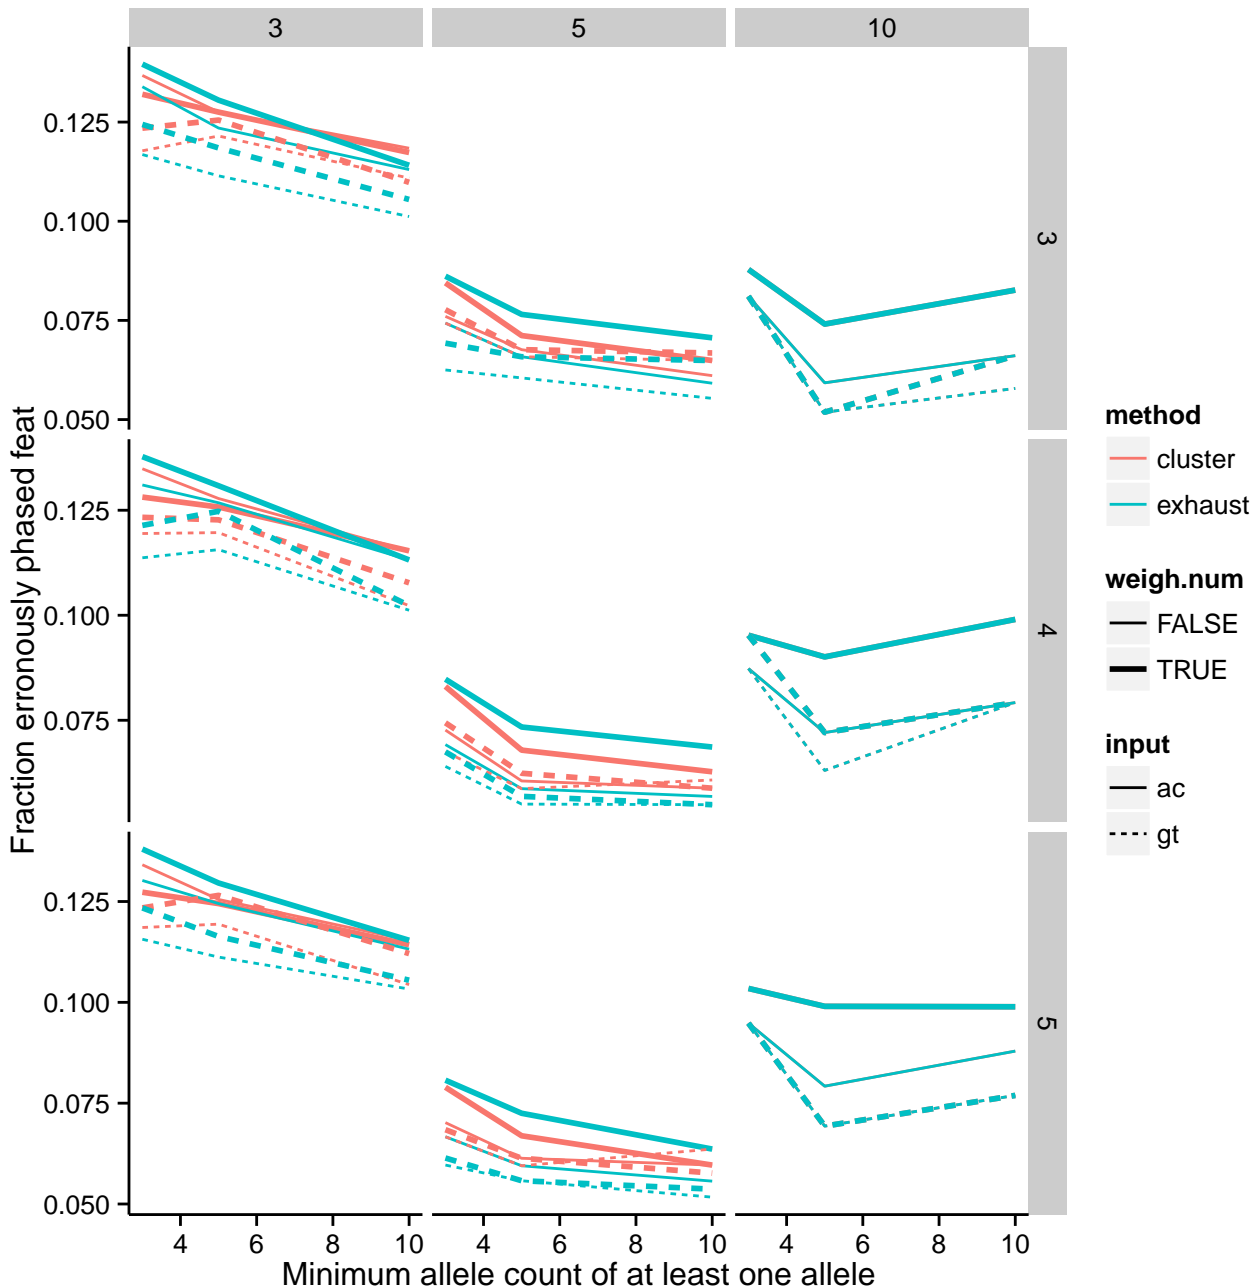 3
5
10
0.125
0.100
0.075
0.050
3
0.125
0.100
0.075
4
0.125
0.100
0.075
0.050
5
4
6
8
10
4
6
8
10
4
6
8
10
Minimum allele count of at least one allele
Fraction erronously phased feat
method
cluster
exhaust
weigh.num
FALSE
TRUE
input
ac
gt